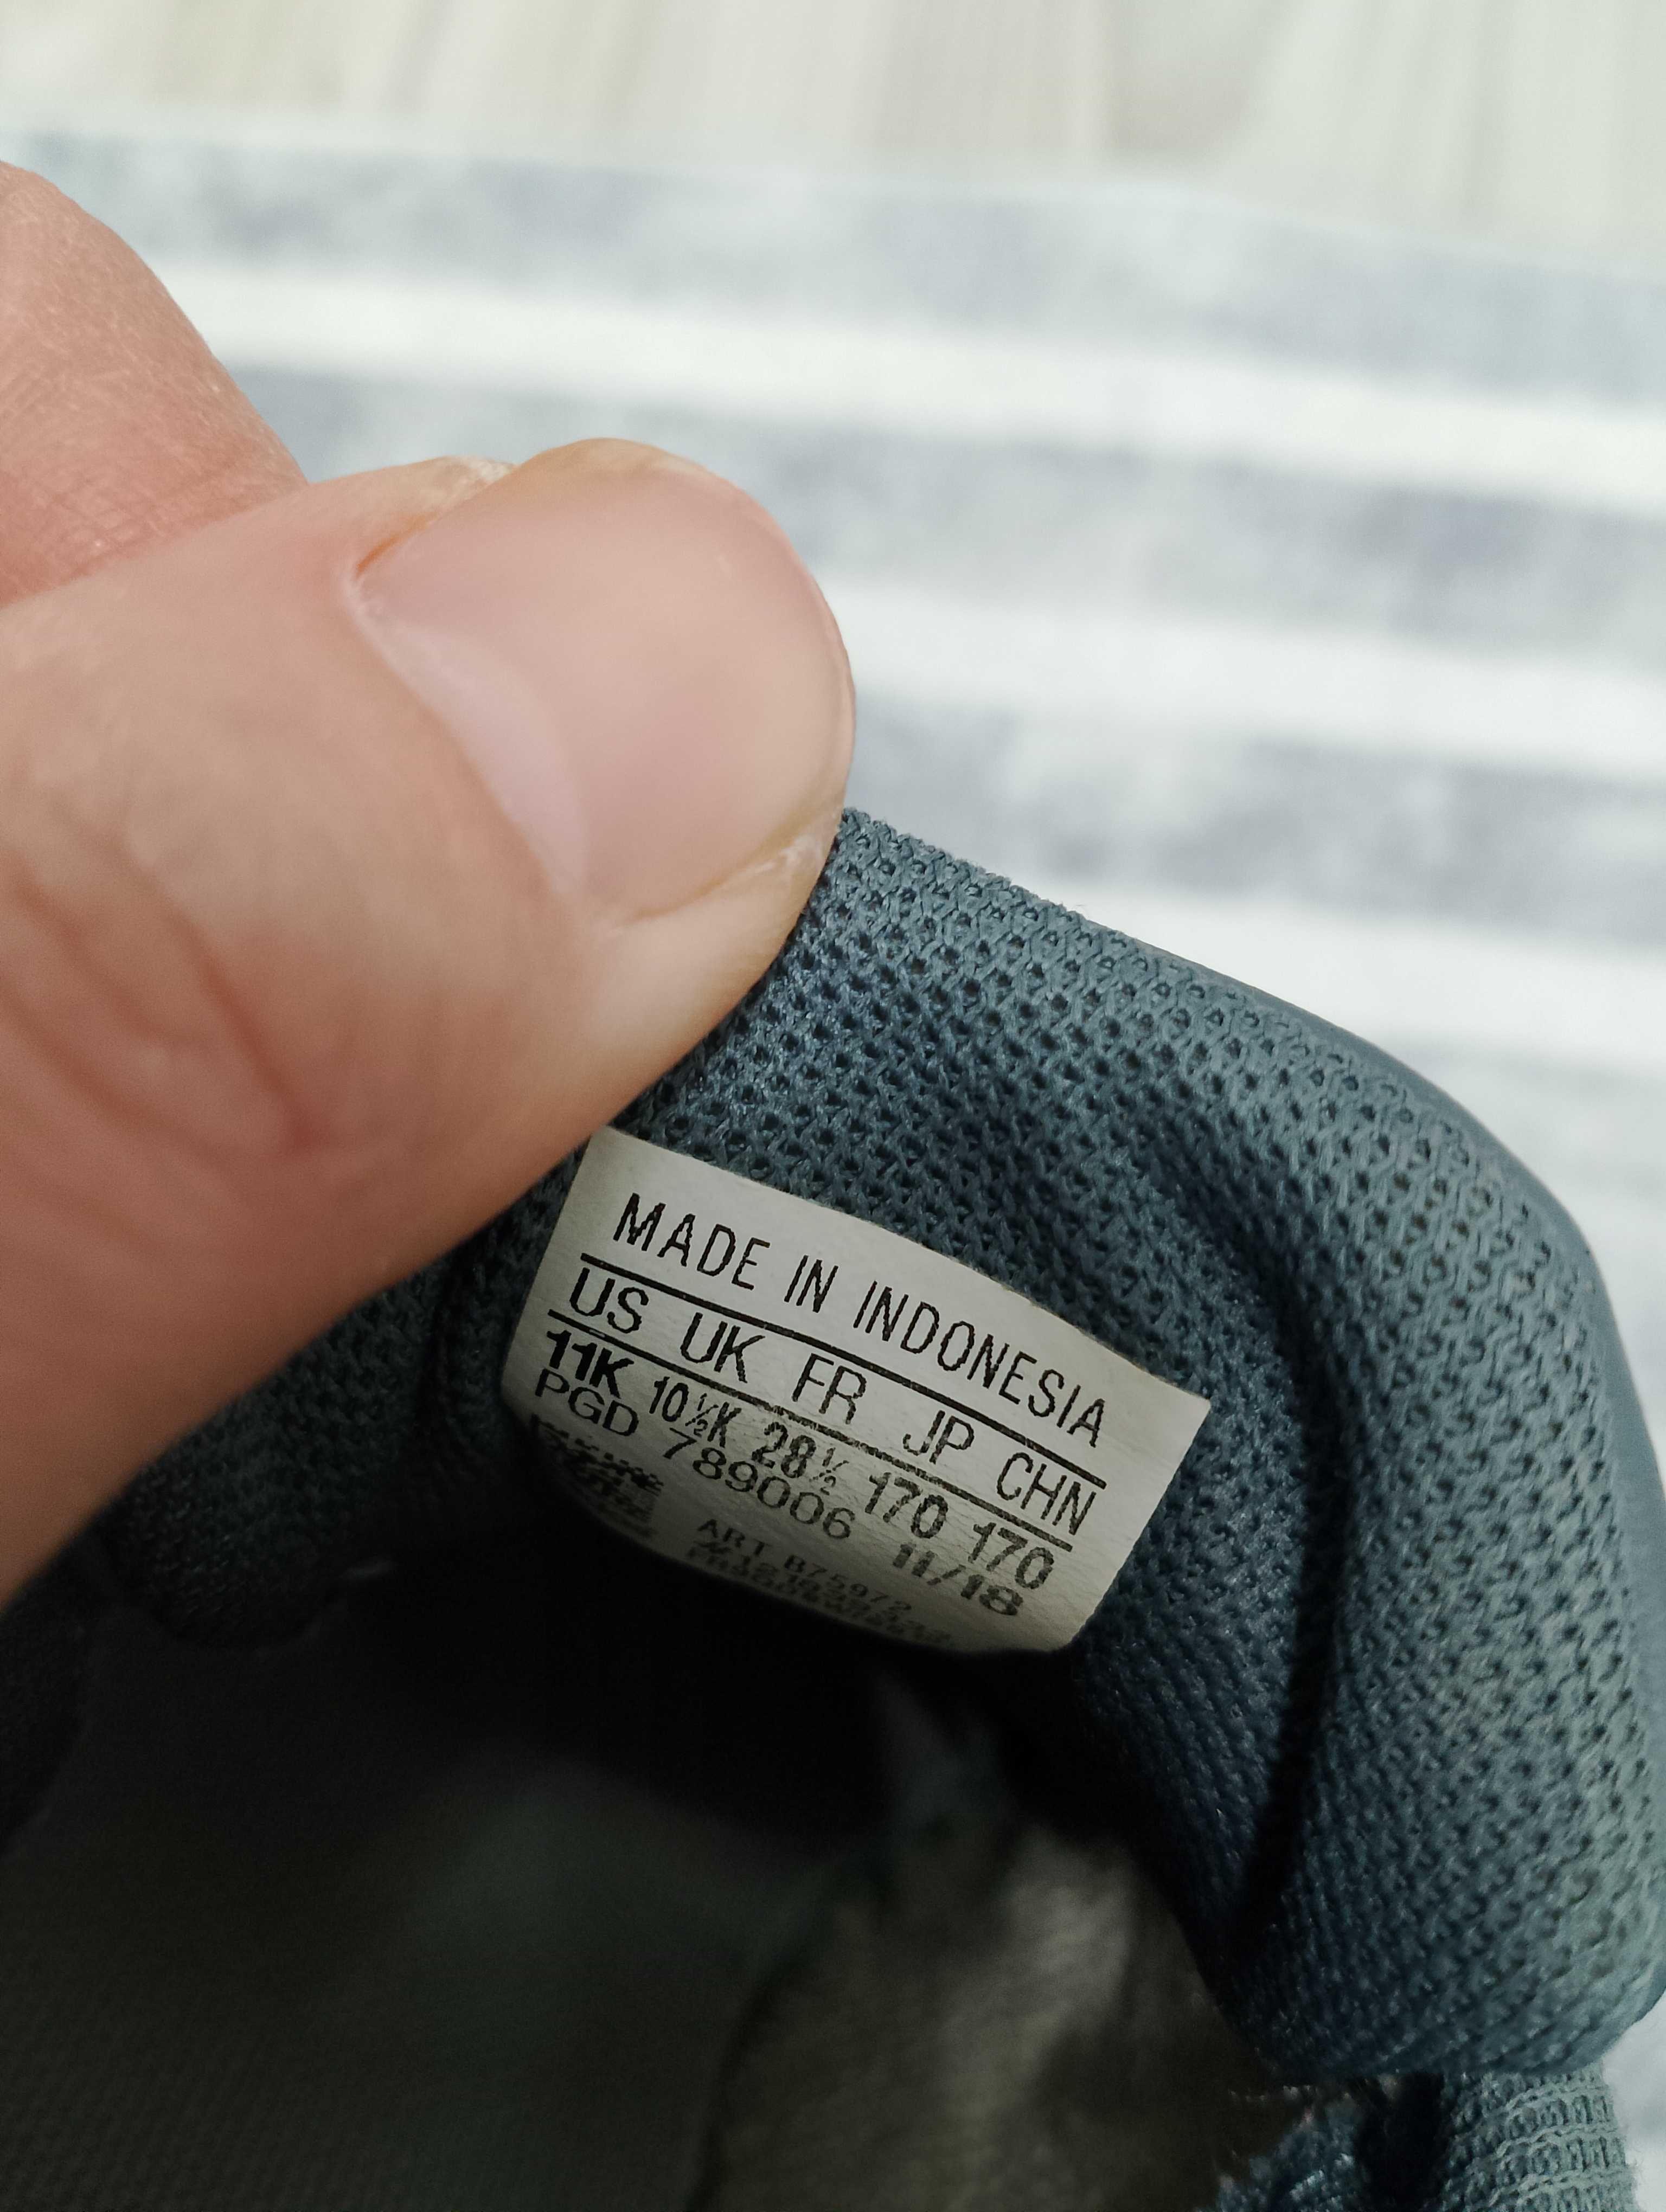 MADE IN INDONESIA
US UK FR JP CHN
11K 10½K 28½ 170 170
PGD 789006 11/18
ART B75972